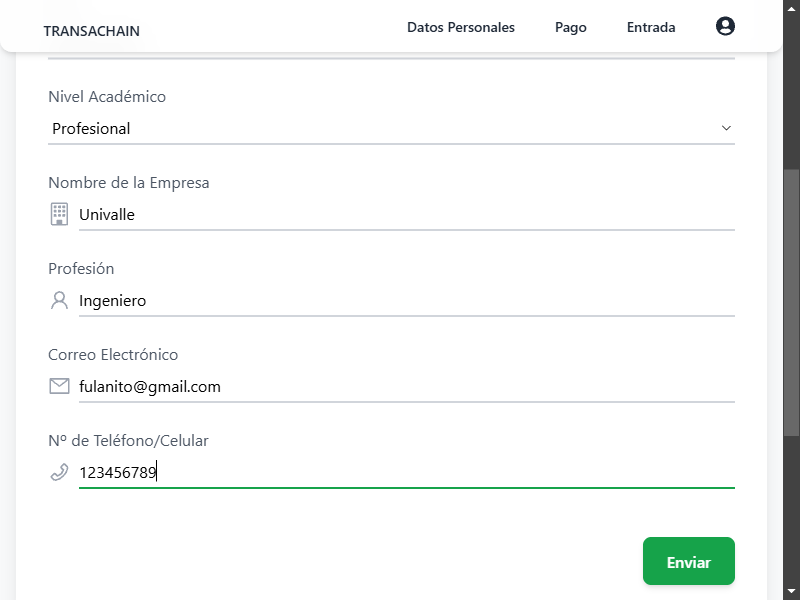 TRANSACHAIN
Datos Personales
Pago
Entrada
Nivel Académico
Profesional
Nombre de la Empresa
Univalle
Profesión
Ingeniero
Correo Electrónico
fulanito@gmail.com
Nº de Teléfono/Celular
123456789
Enviar